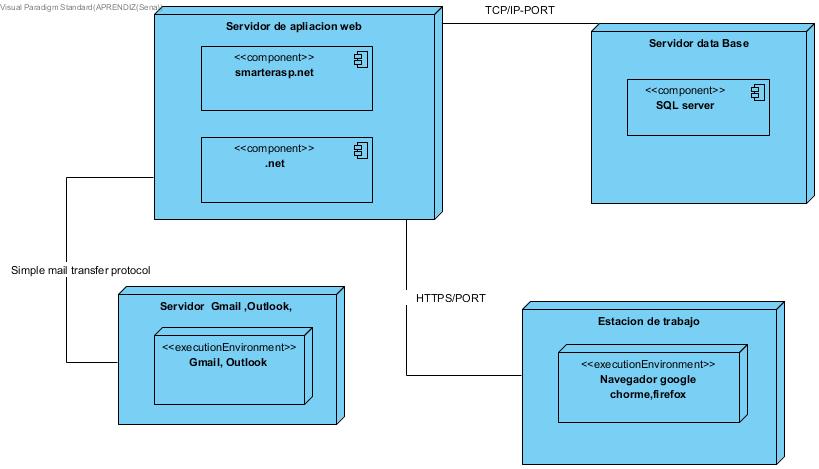 Visual Paradigm Standard(APRENDIZ(Sena))
TCP/IP-PORT
Servidor de apliacion web
<<component>>
smarterasp.net
<<component>>
.net
Servidor data Base
<<component>>
SQL server
Simple mail transfer protocol
HTTPS/PORT
Servidor Gmail ,Outlook,
<<executionEnvironment>>
Gmail, Outlook
Estacion de trabajo
<<executionEnvironment>>
Navegador google
chorme,firefox